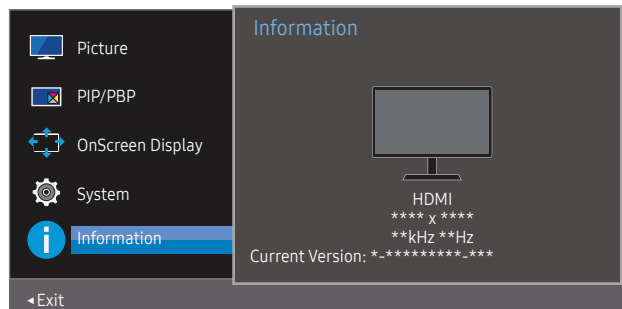 Picture
PIP/PBP
OnScreen Display
System
Information
Information
HDMI
**** x ****
**kHz **Hz
Current Version: *-*********-***
◂Exit